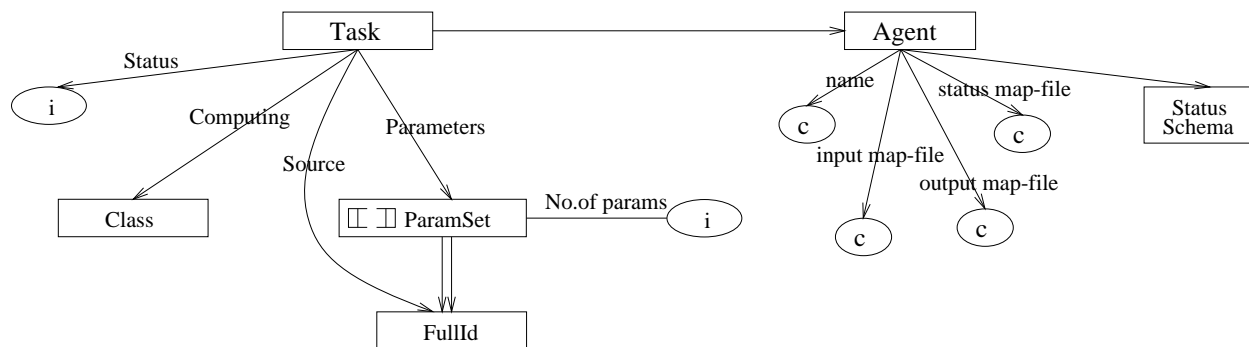 Task
Agent
Status
name
status map-file
i
c
c
Status
Schema
Computing
Parameters
input map-file
Source
output map-file
Class
ParamSet
No.of params
i
c
c
FullId